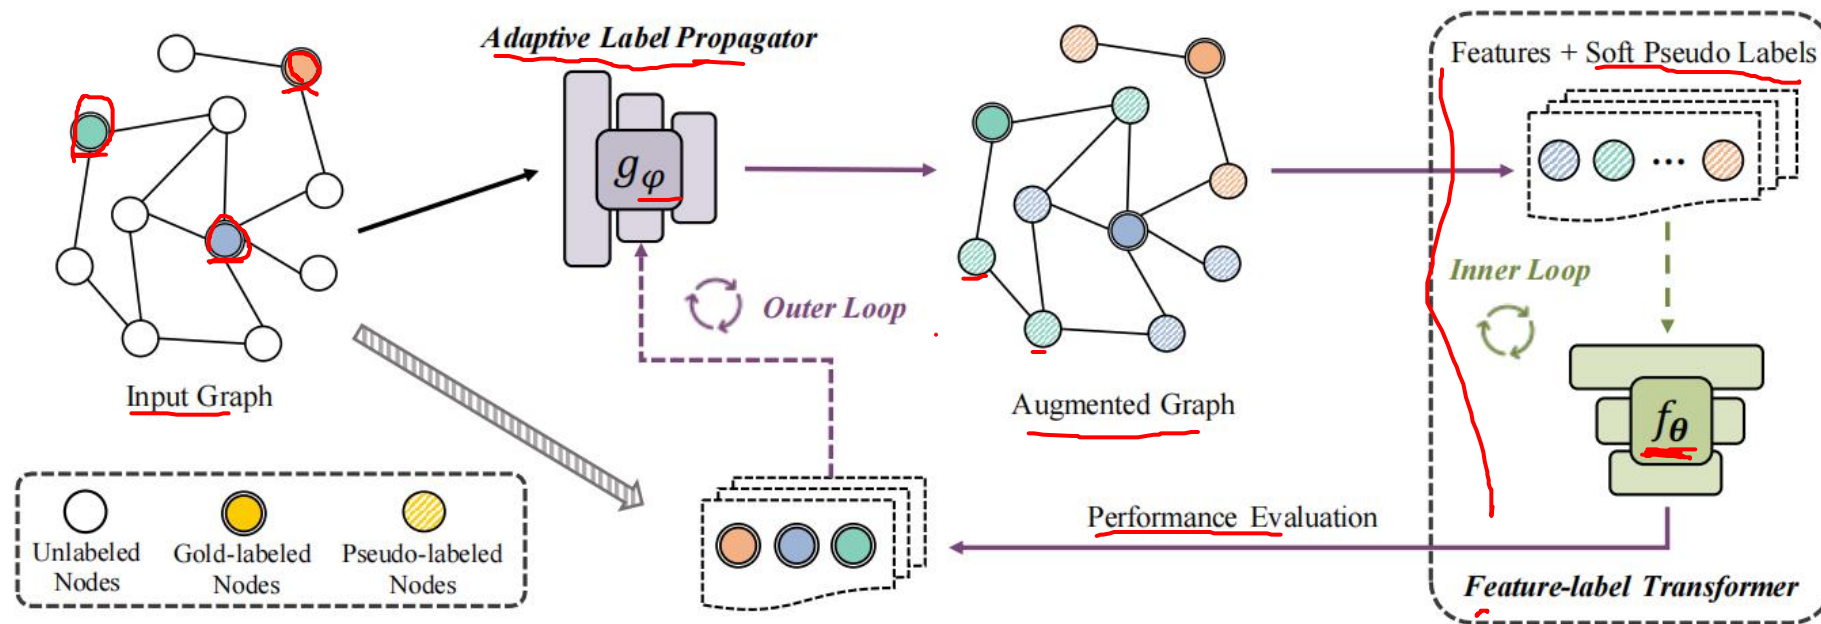 Adaptive Label Propagator
Features + Soft Pseudo Labels
gφ
...
Inner Loop
Outer Loop
Input Graph
Augmented Graph
fθ
Performance Evaluation
Unlabeled
Nodes
Gold-labeled
Nodes
Pseudo-labeled
Nodes
Feature-label Transformer